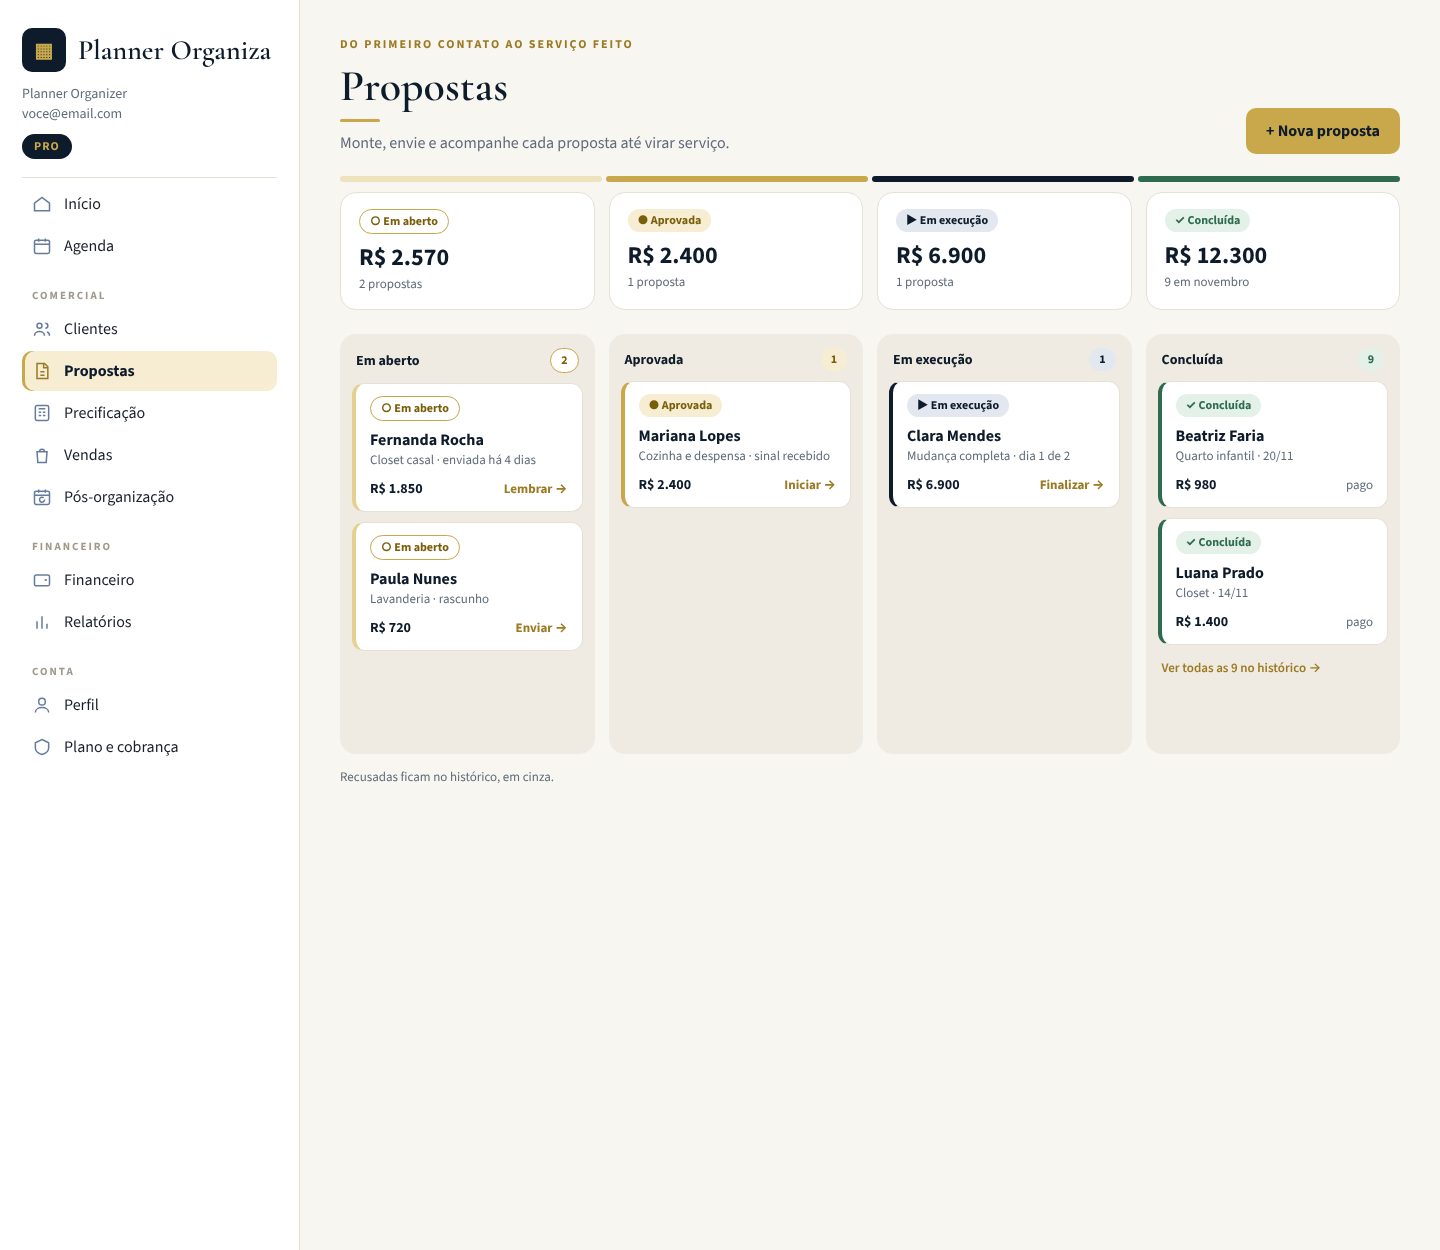 Planner Organiza
Planner Organizer
voce@email.com
PRO
Início
Agenda
COMERCIAL
Clientes
Propostas
Precificação
Vendas
Pós-organização
FINANCEIRO
Financeiro
Relatórios
CONTA
Perfil
Plano e cobrança
DO PRIMEIRO CONTATO AO SERVIÇO FEITO
Propostas
Monte, envie e acompanhe cada proposta até virar serviço.
+ Nova proposta
Em aberto
R$ 2.570
2 propostas
Aprovada
R$ 2.400
1 proposta
Em execução
R$ 6.900
1 proposta
✓ Concluída
R$ 12.300
9 em novembro
Em aberto 2
Em aberto
Fernanda Rocha
Closet casal · enviada há 4 dias
R$ 1.850 Lembrar →
Em aberto
Paula Nunes
Lavanderia · rascunho
R$ 720 Enviar →
Aprovada 1
Aprovada
Mariana Lopes
Cozinha e despensa · sinal recebido
R$ 2.400 Iniciar →
Em execução 1
Em execução
Clara Mendes
Mudança completa · dia 1 de 2
R$ 6.900 Finalizar →
Concluída 9
✓ Concluída
Beatriz Faria
Quarto infantil · 20/11
R$ 980 pago
✓ Concluída
Luana Prado
Closet · 14/11
R$ 1.400 pago
Ver todas as 9 no histórico →
Recusadas ficam no histórico, em cinza.